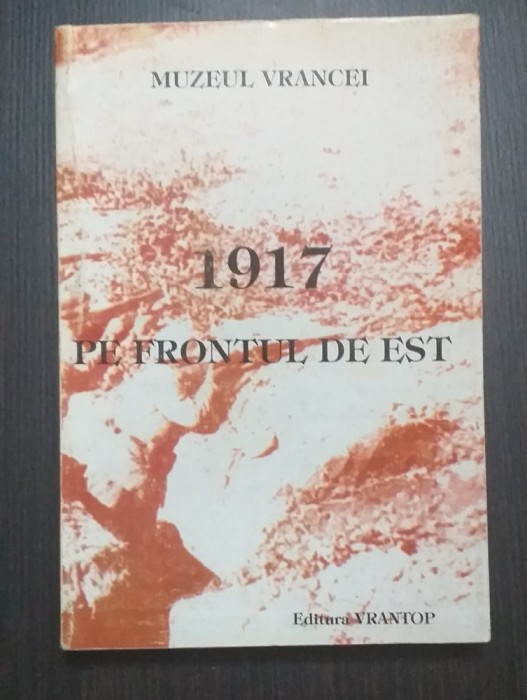 MUZEUL VRANCEI
1917
PE FRONTUL DE EST
Editura VRANTOP